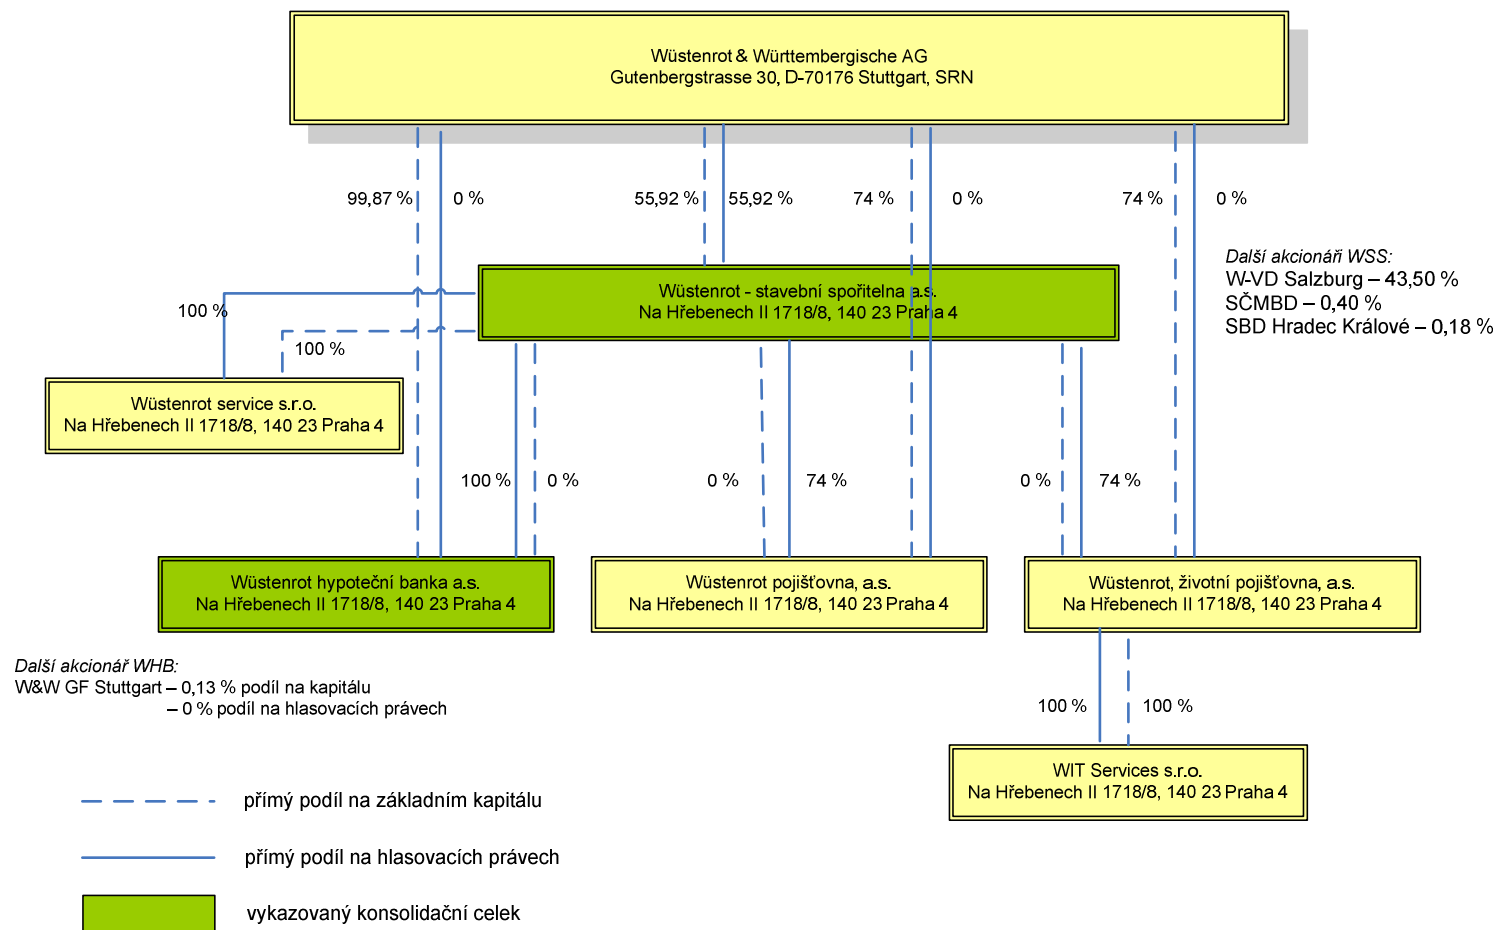 Wüstenrot & Württembergische AG
Gutenbergstrasse 30, D-70176 Stuttgart, SRN
99,87 %
0 %
55,92 %
55,92 %
74 %
0 %
74 %
0 %
Další akcionáři WSS:
W-VD Salzburg – 43,50 %
SČMBD – 0,40 %
SBD Hradec Králové – 0,18 %
Wüstenrot - stavební spořitelna a.s.
Na Hřebenech II 1718/8, 140 23 Praha 4
100 %
100 %
Wüstenrot service s.r.o.
Na Hřebenech II 1718/8, 140 23 Praha 4
100 %
0 %
0 %
74 %
0 %
74 %
Wüstenrot hypoteční banka a.s.
Na Hřebenech II 1718/8, 140 23 Praha 4
Wüstenrot pojišťovna, a.s.
Na Hřebenech II 1718/8, 140 23 Praha 4
Wüstenrot, životní pojišťovna, a.s.
Na Hřebenech II 1718/8, 140 23 Praha 4
Další akcionář WHB:
W&W GF Stuttgart – 0,13 % podíl na kapitálu
– 0 % podíl na hlasovacích právech
100 %
100 %
WIT Services s.r.o.
Na Hřebenech II 1718/8, 140 23 Praha 4
přímý podíl na základním kapitálu
přímý podíl na hlasovacích právech
vykazovaný konsolidační celek